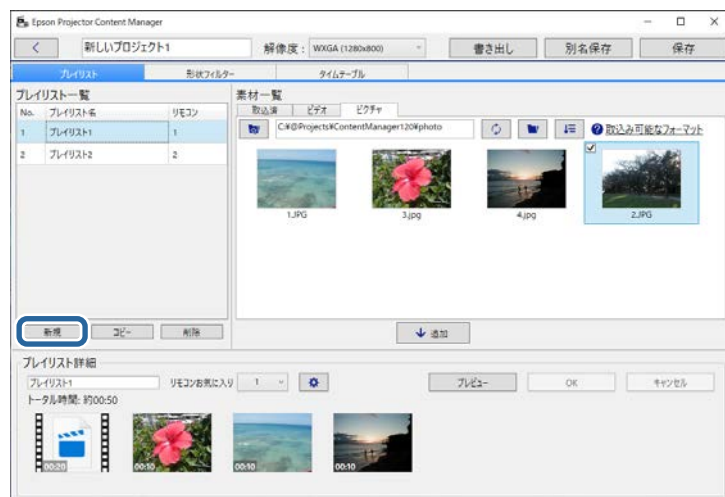 Epson Projector Content Manager
新しいプロジェクト1 解像度： WXGA (1280x800) 書き出し 別名保存 保存
プレイリスト 形状フィルター タイムテーブル
プレイリスト一覧
No. プレイリスト名 リモコン
1 プレイリスト1 1
2 プレイリスト2 2
新規 コピー 削除
素材一覧
取込済 ビデオ ピクチャ
C:¥@Projects¥ContentManager120¥photo 取込み可能なフォーマット
1.JPG 3.jpg 4.jpg 2.JPG
追加
プレイリスト詳細
プレイリスト1 リモコンお気に入り 1 プレビュー OK キャンセル
トータル時間: 約00:50
00:20 00:10 00:10 00:10